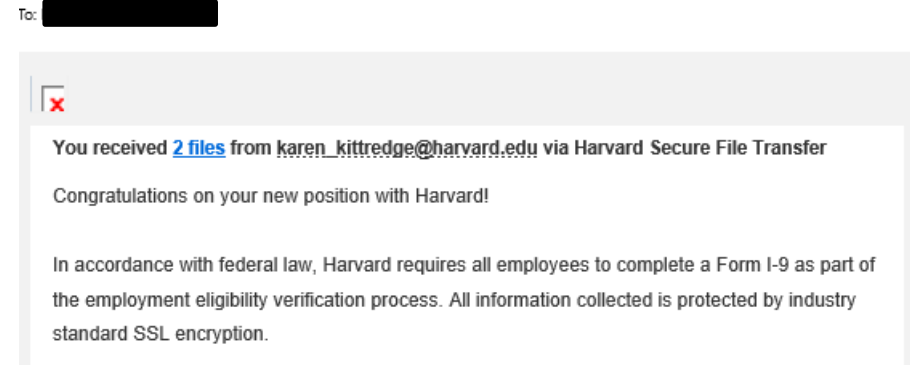 To:
You received 2 files from karen_kittredge@harvard.edu via Harvard Secure File Transfer
Congratulations on your new position with Harvard!
In accordance with federal law, Harvard requires all employees to complete a Form I-9 as part of
the employment eligibility verification process. All information collected is protected by industry
standard SSL encryption.